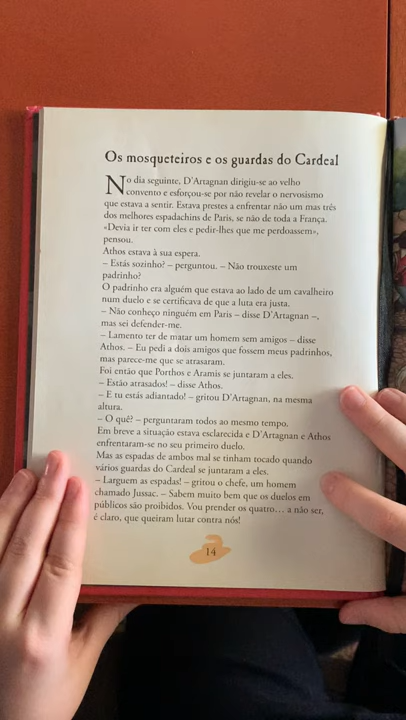 Os mosqueteiros e os guardas do Cardeal
No dia seguinte, D'Artagnan dirigiu-se ao velho
convento e esforçou-se por não revelar o nervosismo
que estava a sentir. Estava prestes a enfrentar não um mas três
dos melhores espadachins de Paris, se não de toda a França.
«Devia ir ter com eles e pedir-lhes que me perdoassem»,
pensou.
Athos estava à sua espera.
– Estás sozinho? – perguntou. – Não trouxeste um
padrinho?
O padrinho era alguém que estava ao lado de um cavalheiro
num duelo e se certificava de que a luta era justa.
– Não conheço ninguém em Paris – disse D'Artagnan –,
mas sei defender-me.
– Lamento ter de matar um homem sem amigos – disse
Athos. – Eu pedi a dois amigos que fossem meus padrinhos,
mas parece-me que se atrasaram.
Foi então que Porthos e Aramis se juntaram a eles.
– Estão atrasados! – disse Athos.
– E tu estás adiantado! – gritou D'Artagnan, na mesma
altura.
– O quê? – perguntaram todos ao mesmo tempo.
Em breve a situação estava esclarecida e D'Artagnan e Athos
enfrentaram-se no seu primeiro duelo.
Mas as espadas de ambos mal se tinham tocado quando
vários guardas do Cardeal se juntaram a eles.
– Larguem as espadas! – gritou o chefe, um homem
chamado Jussac. – Sabem muito bem que os duelos em
públicos são proibidos. Vou prender os quatro… a não ser,
é claro, que queiram lutar contra nós!
14